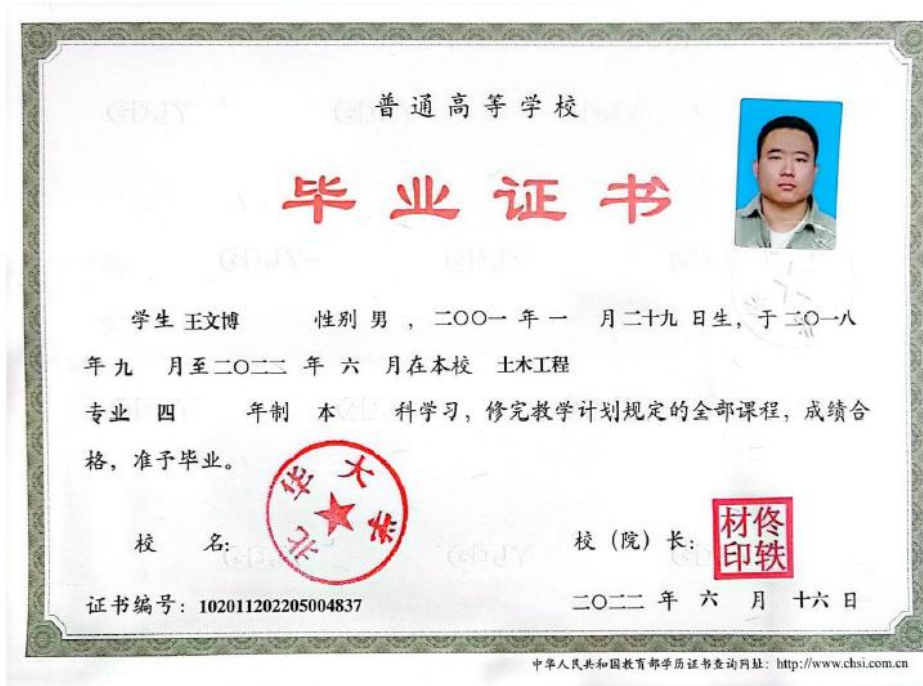 普通高等学校
毕业证书
学生 王文博 性别 男 ，二〇〇一 年 一 月 二十九 日生，于 二〇一八
年 九 月至 二〇二二 年 六 月在本校 土木工程
专业 四 年制 本 科学习，修完教学计划规定的全部课程，成绩合
格，准予毕业。
北华大学
校 名：
校（院）长：
佟轶材印
证书编号：102011202205004837
二〇二二 年 六 月 十六 日
中华人民共和国教育部学历证书查询网址：http://www.chsi.com.cn